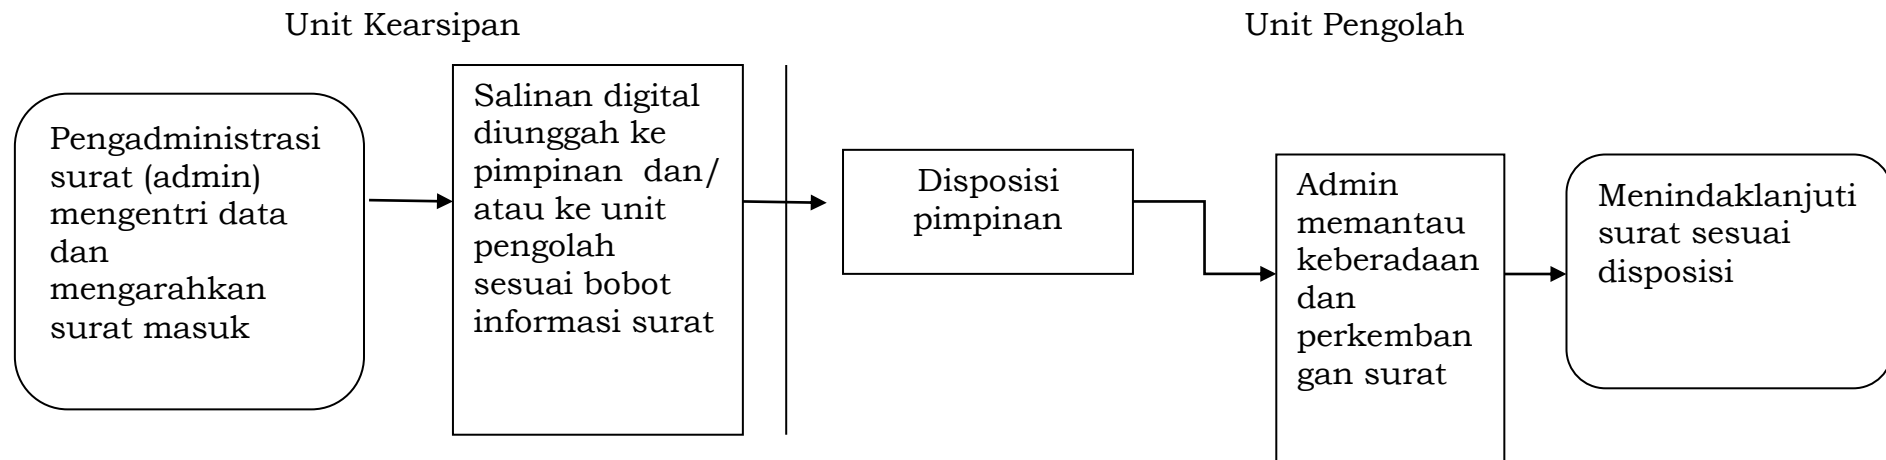 Unit Kearsipan
Unit Pengolah
Pengadministrasi
surat (admin)
mengentri data
dan
mengarahkan
surat masuk
Salinan digital
diunggah ke
pimpinan  dan/
atau ke unit
pengolah
sesuai bobot
informasi surat
Disposisi
pimpinan
Admin
memantau
keberadaan
dan
perkemban
gan surat
Menindaklanjuti
surat sesuai
disposisi